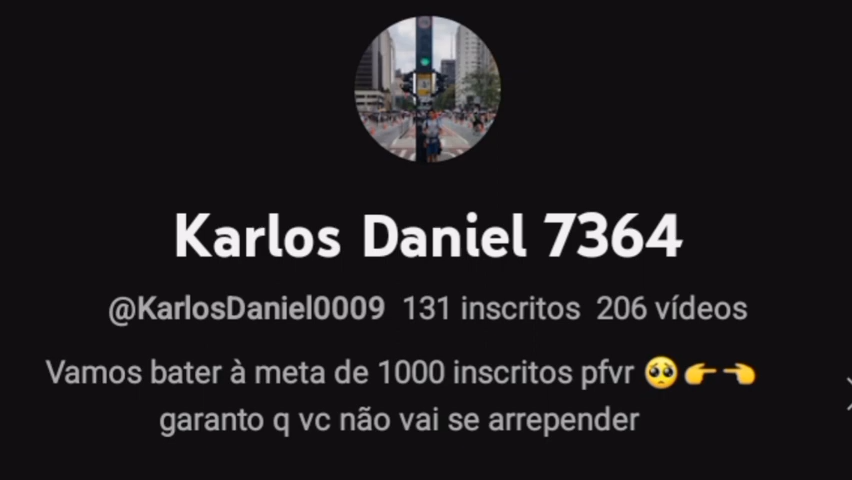 Karlos Daniel 7364
@KarlosDaniel0009 131 inscritos 206 vídeos
Vamos bater à meta de 1000 inscritos pfvr 🥺👉👈
garanto q vc não vai se arrepender